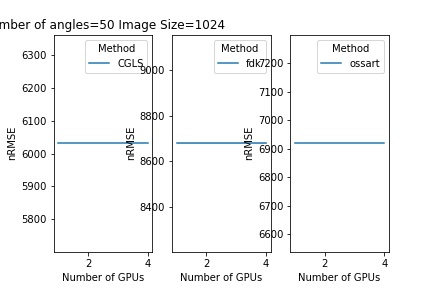 mber of angles=50 Image Size=1024
Method
CGLS
nRMSE
6300
6200
6100
6000
5900
5800
2
4
Number of GPUs
Method
fdk
nRMSE
9000
8800
8600
8400
2
4
Number of GPUs
Method
ossart
nRMSE
7200
7100
7000
6900
6800
6700
6600
2
4
Number of GPUs